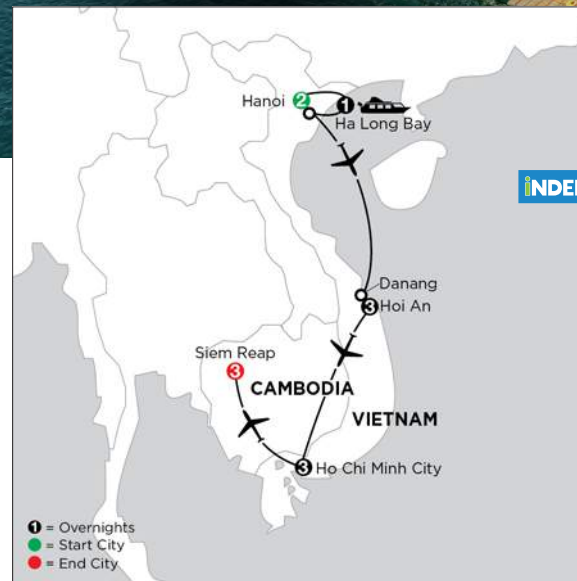 Hanoi 2
1
Ha Long Bay
Danang
3 Hoi An
Siem Reap
3
CAMBODIA
VIETNAM
3 Ho Chi Minh City
1 = Overnights
= Start City
= End City